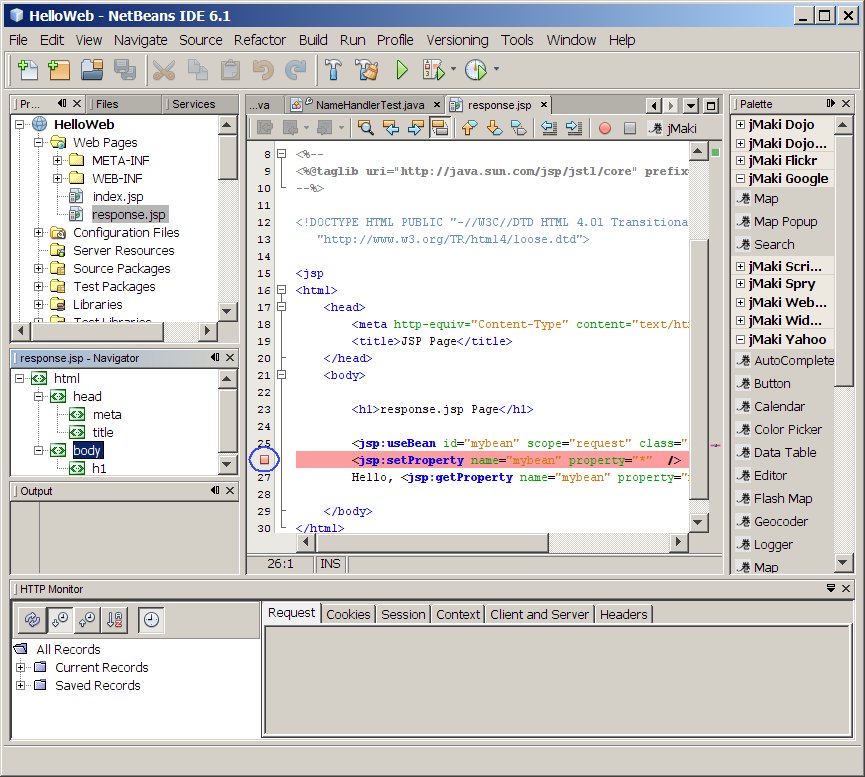 HelloWeb - NetBeans IDE 6.1
File Edit View Navigate Source Refactor Build Run Profile Versioning Tools Window Help
Pr... Files Services
HelloWeb
Web Pages
META-INF
WEB-INF
index.jsp
response.jsp
Configuration Files
Server Resources
Source Packages
Test Packages
Libraries
Test Libraries
response.jsp - Navigator
html
head
meta
title
body
h1
Output
...va NameHandlerTest.java response.jsp
jMaki
8 <%--
9 <%@taglib uri="http://java.sun.com/jsp/jstl/core" prefix
10 --%>
11
12 <!DOCTYPE HTML PUBLIC "-//W3C//DTD HTML 4.01 Transitiona
13 "http://www.w3.org/TR/html4/loose.dtd">
14
15 <jsp
16 <html>
17 <head>
18 <meta http-equiv="Content-Type" content="text/ht
19 <title>JSP Page</title>
20 </head>
21 <body>
22
23 <h1>response.jsp Page</h1>
24
25 <jsp:useBean id="mybean" scope="request" class="
<jsp:setProperty name="mybean" property="*" />
27 Hello, <jsp:getProperty name="mybean" property="
28
29 </body>
30 </html>
26:1 INS
Palette
jMaki Dojo
jMaki Dojo...
jMaki Flickr
jMaki Google
Map
Map Popup
Search
jMaki Scri...
jMaki Spry
jMaki Web...
jMaki Wid...
jMaki Yahoo
AutoComplete
Button
Calendar
Color Picker
Data Table
Editor
Flash Map
Geocoder
Logger
Map
HTTP Monitor
All Records
Current Records
Saved Records
Request Cookies Session Context Client and Server Headers